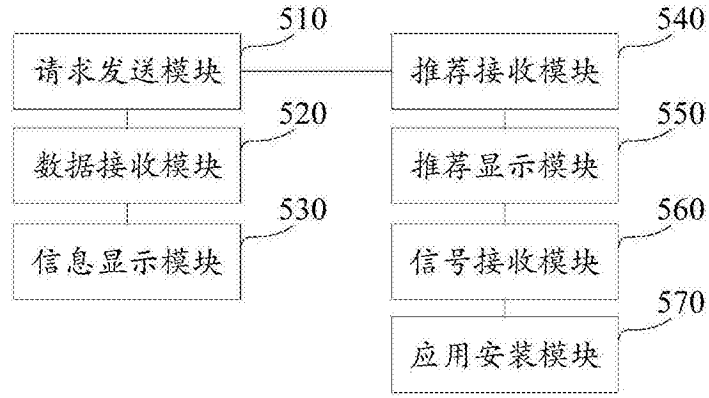 510
请求发送模块
520
数据接收模块
530
信息显示模块
540
推荐接收模块
550
推荐显示模块
560
信号接收模块
570
应用安装模块